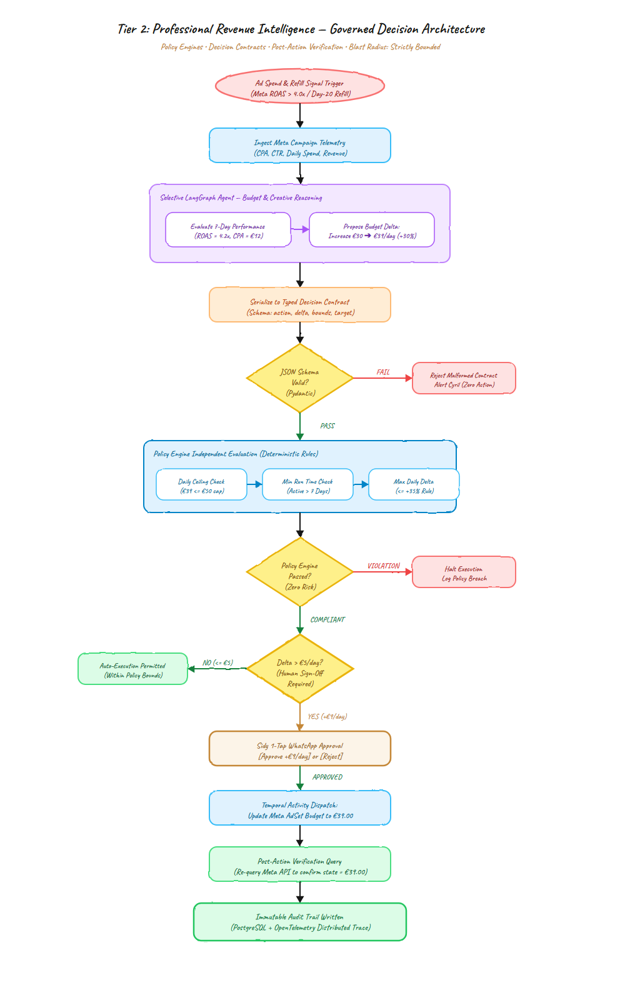 Tier 2: Professional Revenue Intelligence — Governed Decision Architecture
Policy Engines • Decision Contracts • Post-Action Verification • Blast Radius: Strictly Bounded
Ad Spend & Refill Signal Trigger
(Meta ROAS > 4.0x / Day-20 Refill)
Ingest Meta Campaign Telemetry
(CPA, CTR, Daily Spend, Revenue)
Selective LangGraph Agent — Budget & Creative Reasoning
Evaluate 7-Day Performance
(ROAS = 4.2x, CPA = €12)
Propose Budget Delta:
Increase €30 ➔ €39/day (+30%)
Serialize to Typed Decision Contract
(Schema: action, delta, bounds, target)
JSON Schema
Valid?
(Pydantic)
FAIL
Reject Malformed Contract
Alert Cyril (Zero Action)
PASS
Policy Engine Independent Evaluation (Deterministic Rules)
Daily Ceiling Check
(€39 <= €50 cap)
Min Run Time Check
(Active > 7 Days)
Max Daily Delta
(<= +35% Rule)
Policy Engine
Passed?
(Zero Risk)
VIOLATION
Halt Execution
Log Policy Breach
COMPLIANT
Delta > €5/day?
(Human Sign-Off
Required)
NO (<= €5)
Auto-Execution Permitted
(Within Policy Bounds)
YES (+€9/day)
Sidy 1-Tap WhatsApp Approval
[Approve +€9/day] or [Reject]
APPROVED
Temporal Activity Dispatch:
Update Meta AdSet Budget to €39.00
Post-Action Verification Query
(Re-query Meta API to confirm state = €39.00)
Immutable Audit Trail Written
(PostgreSQL + OpenTelemetry Distributed Trace)